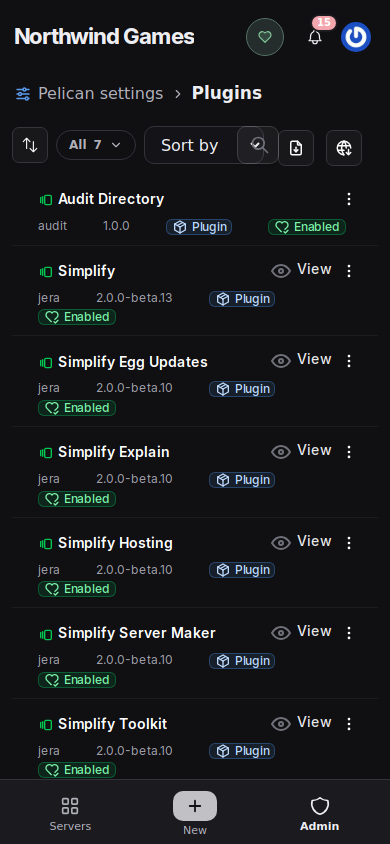 Northwind Games
15
Pelican settings > Plugins
All 7
Sort by
Audit Directory
audit 1.0.0 Plugin Enabled
Simplify View
jera 2.0.0-beta.13 Plugin
Enabled
Simplify Egg Updates View
jera 2.0.0-beta.10 Plugin
Enabled
Simplify Explain View
jera 2.0.0-beta.10 Plugin
Enabled
Simplify Hosting View
jera 2.0.0-beta.10 Plugin
Enabled
Simplify Server Maker View
jera 2.0.0-beta.10 Plugin
Enabled
Simplify Toolkit View
jera 2.0.0-beta.10 Plugin
Enabled
Servers New Admin